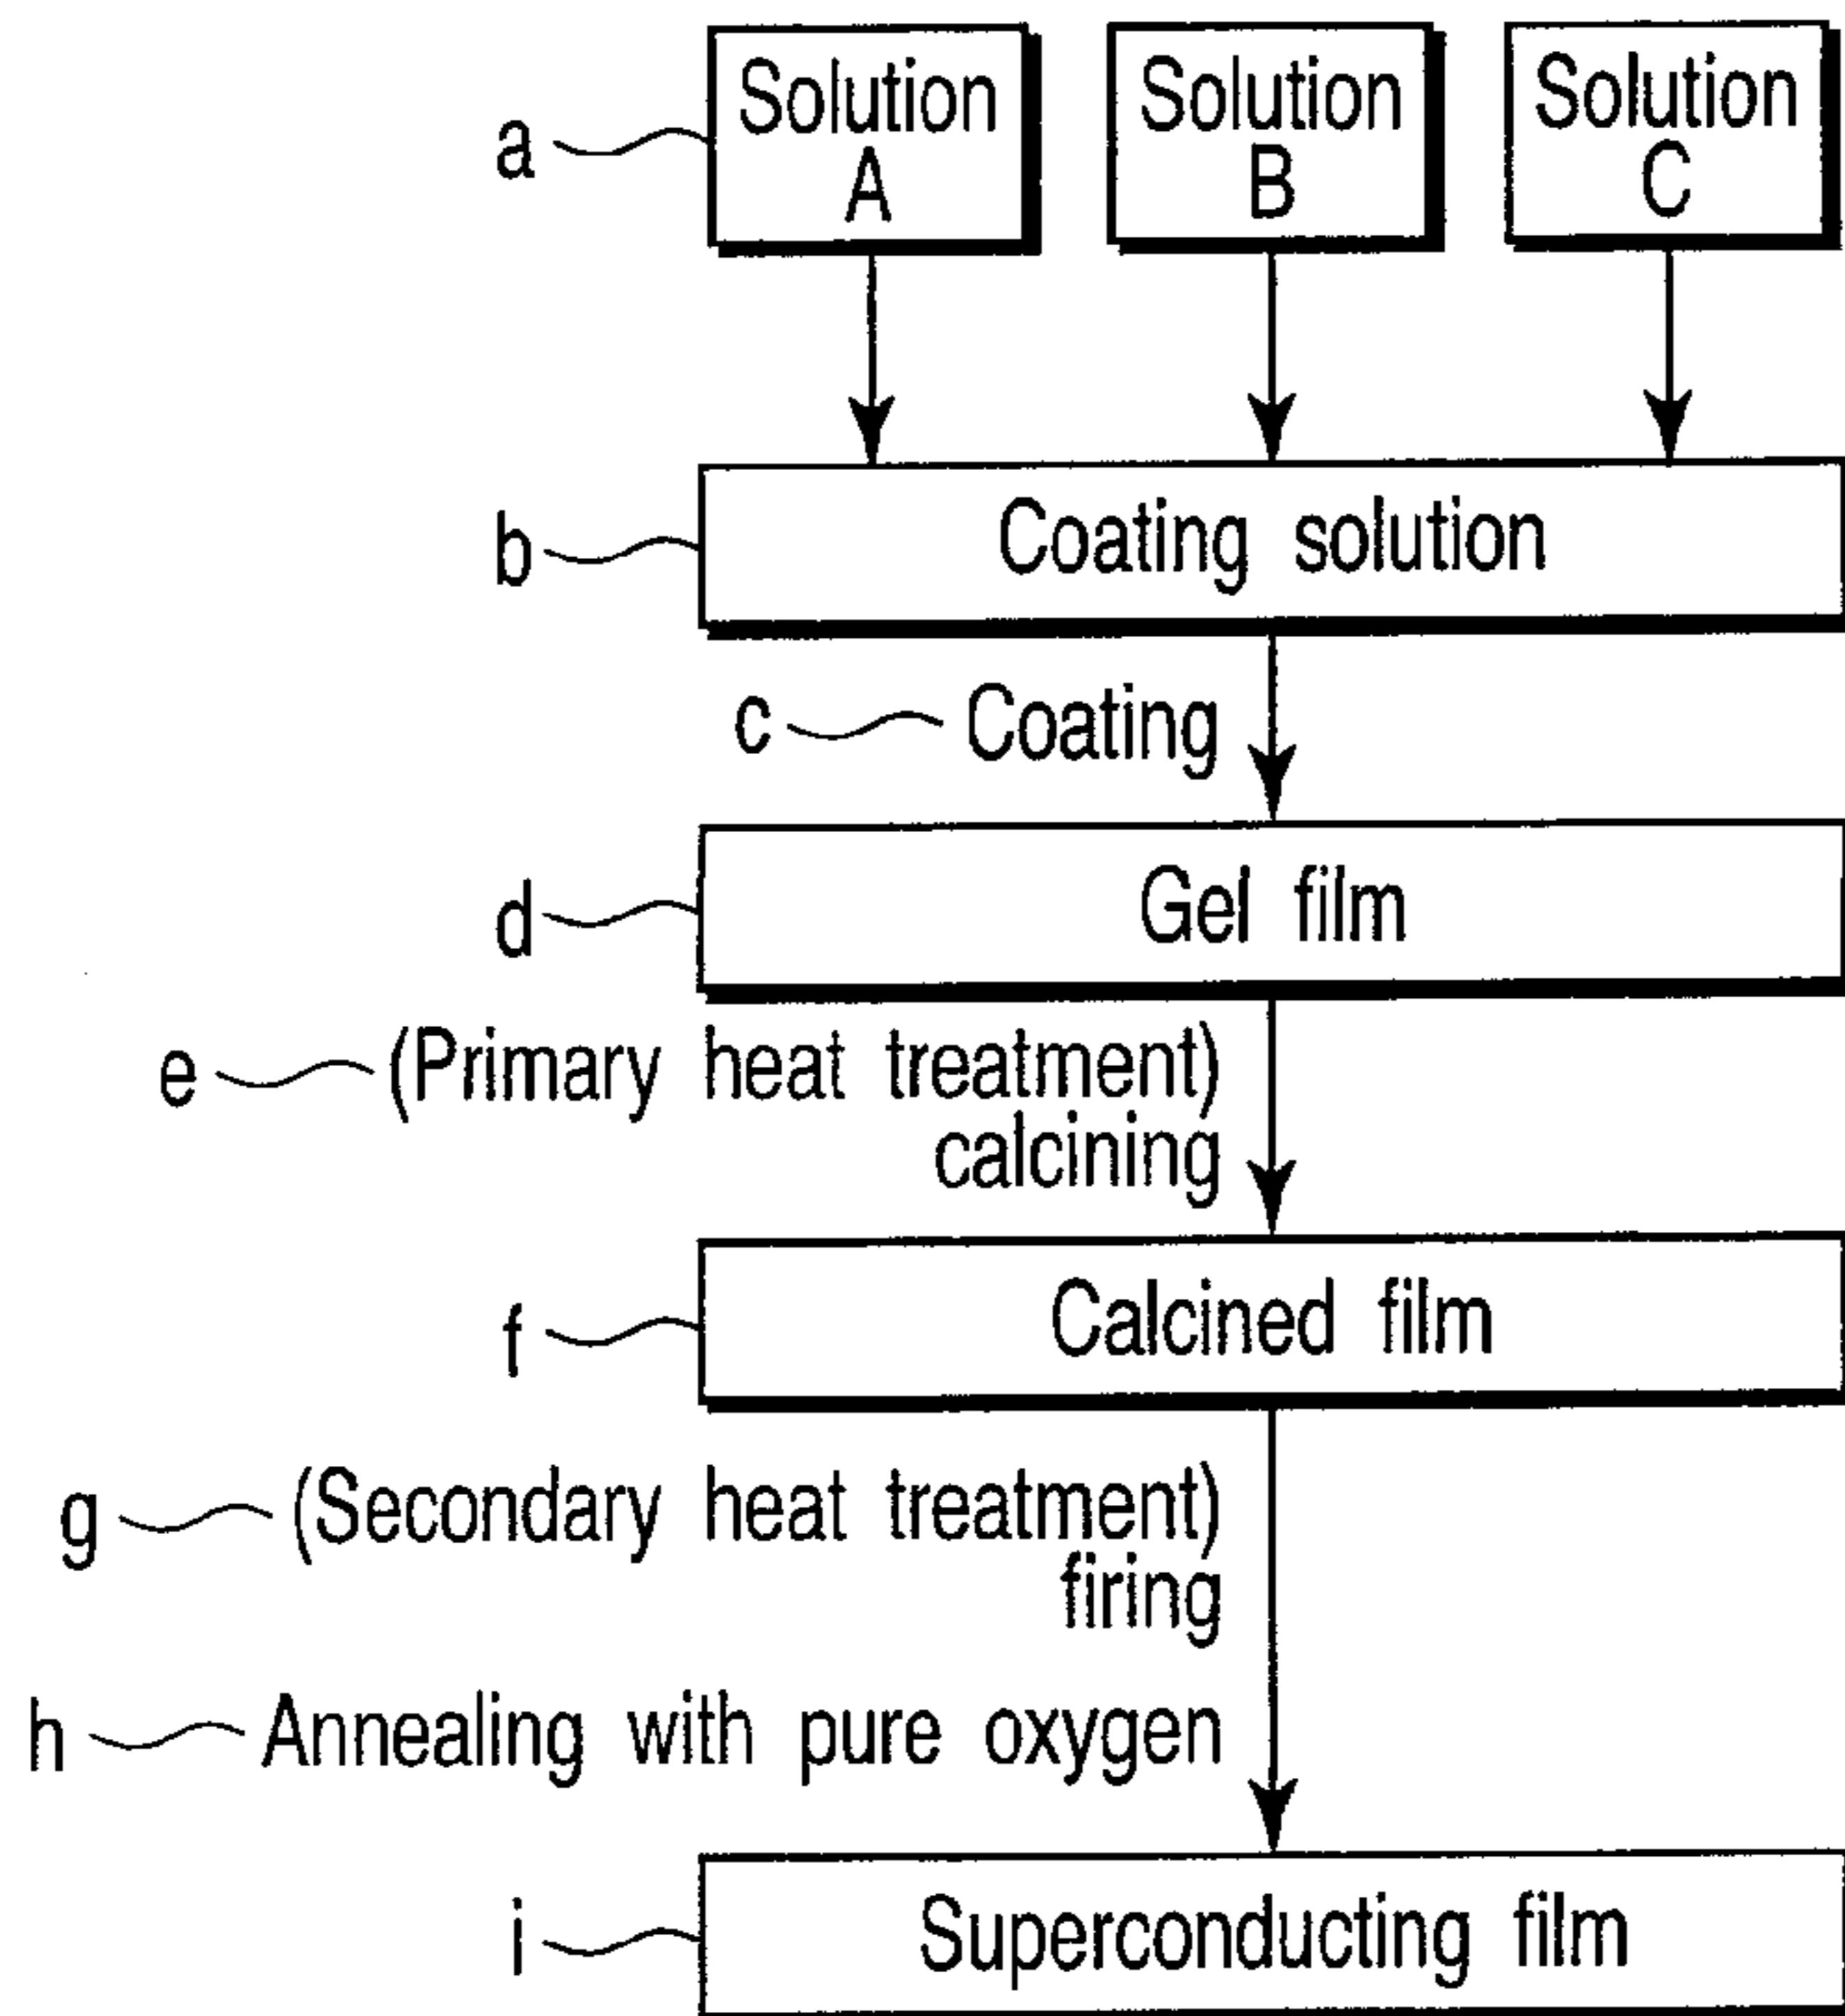 a
Solution
A
Solution
B
Solution
C
b
Coating solution
c
Coating
d
Gel film
e
(Primary heat treatment)
calcining
f
Calcined film
g
(Secondary heat treatment)
firing
h
Annealing with pure oxygen
i
Superconducting film